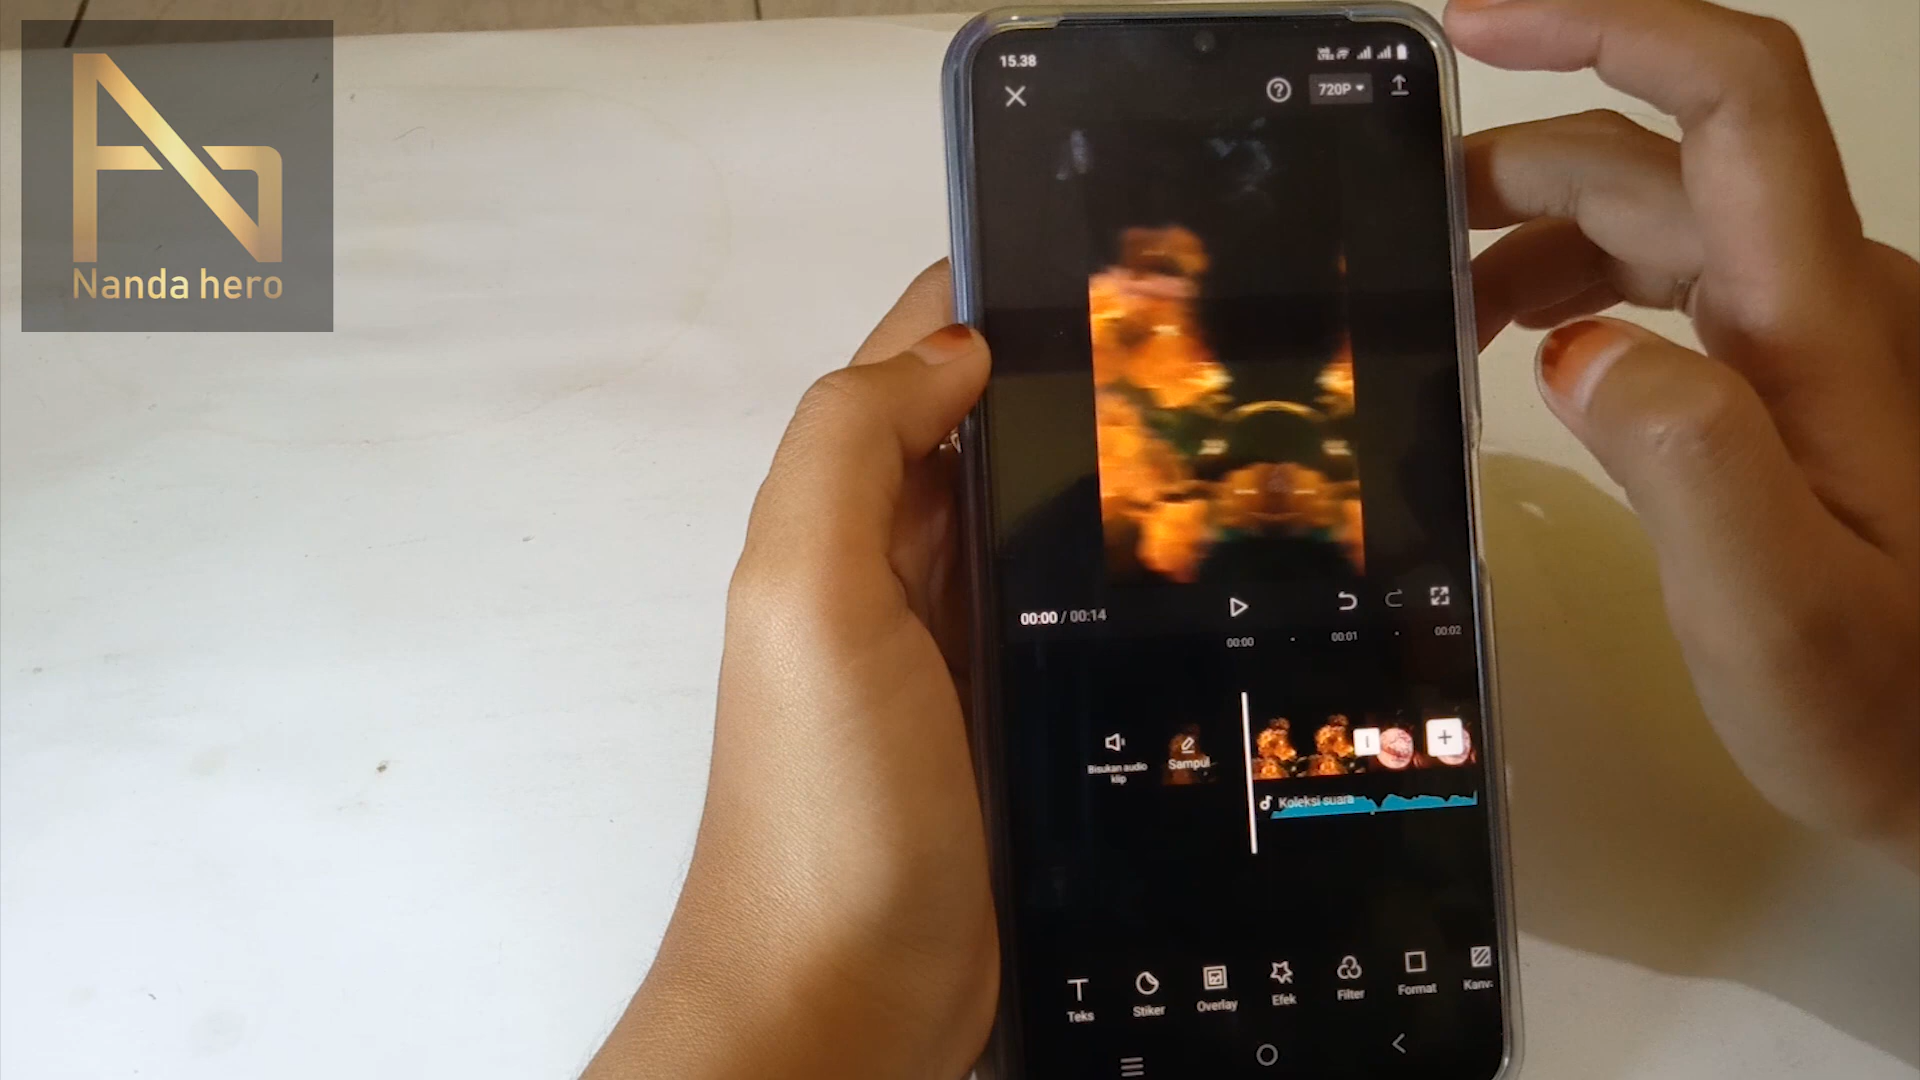 Nanda hero
15.38
720P
00:00 / 00:14
00:00
00:01
00:02
Bisukan audio
klip
Sampul
Koleksi suara
Teks
Stiker
Overlay
Efek
Filter
Format